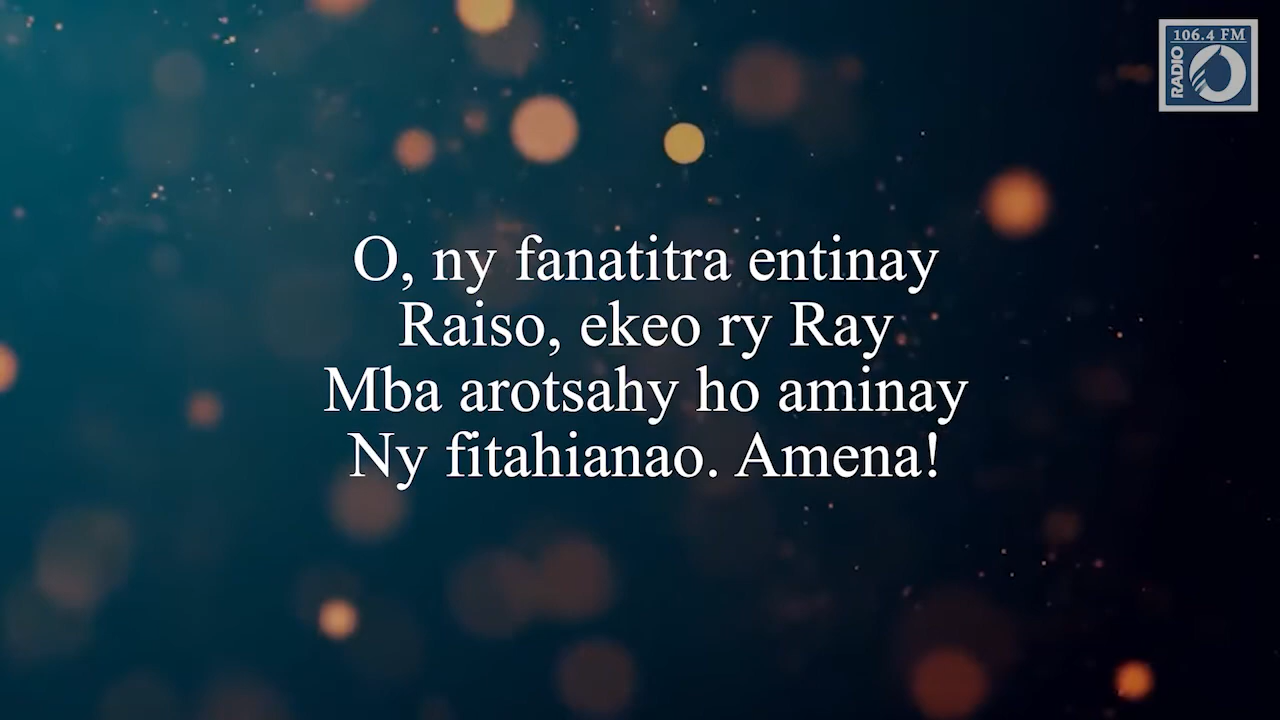 106.4 FM
RADIO
O, ny fanatitra entinay
Raiso, ekeo ry Ray
Mba arotsahy ho aminay
Ny fitahianao. Amena!